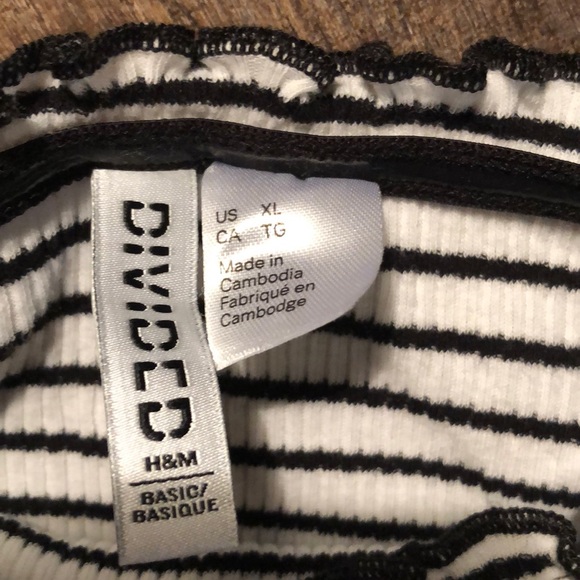 DIVIDED
H&M
BASIC/
BASIQUE
US XL
CA TG
Made in
Cambodia
Fabriqué en
Cambodge